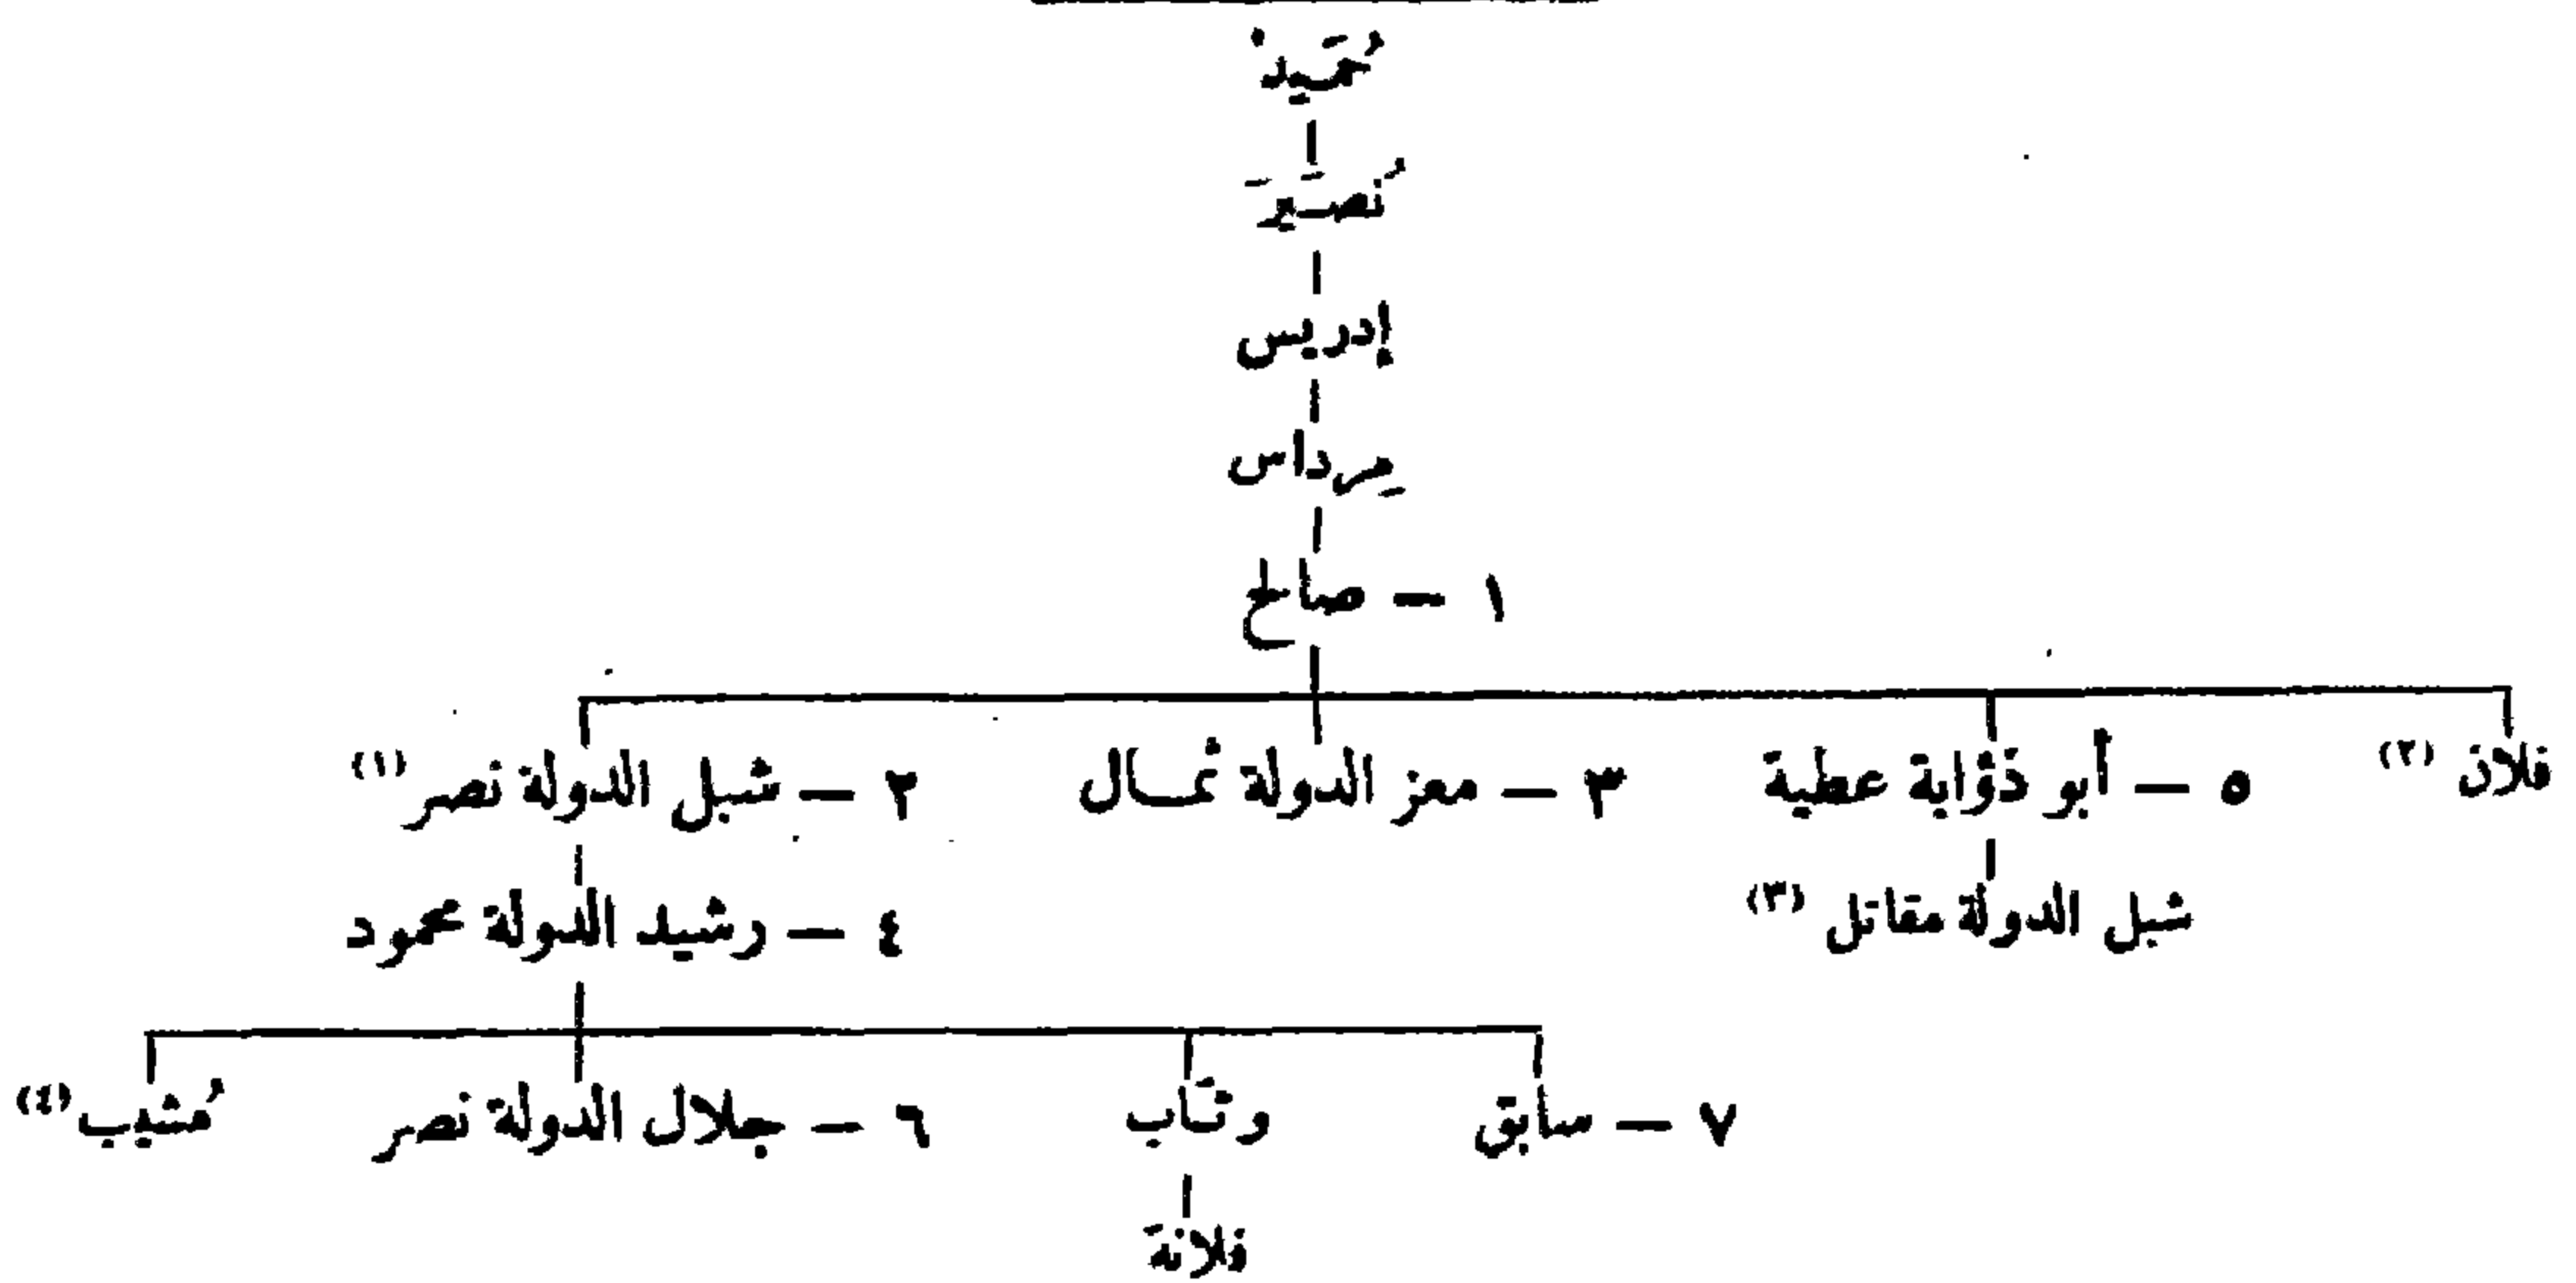 حُمَيد
نُصَير
إدريس
مِرداس
١ — صالح
فلان (٢) ٥ — أبو ذؤابة عطية ٣ — معز الدولة ثمال ٢ — شبل الدولة نصر (١)
شبل الدولة مقاتل (٣) ٤ — رشيد الدولة محمود
٧ — سابق وثّاب ٦ — جلال الدولة نصر مُشيب (٤)
فلانة